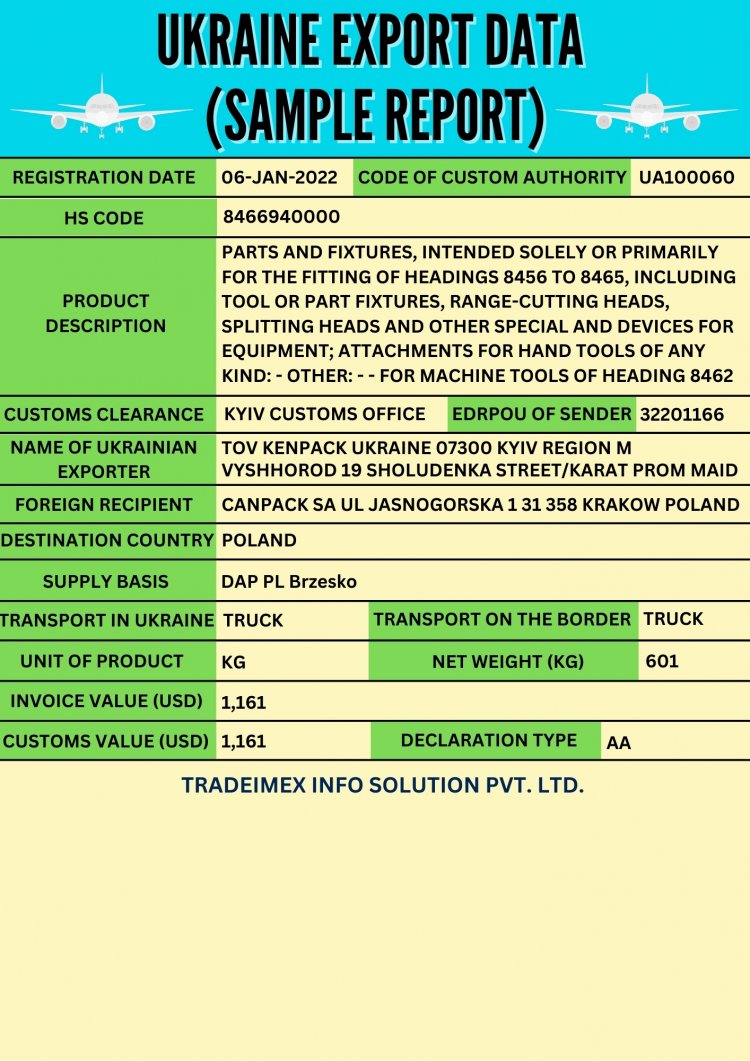 UKRAINE EXPORT DATA
(SAMPLE REPORT)
REGISTRATION DATE 06-JAN-2022 CODE OF CUSTOM AUTHORITY UA100060
HS CODE 8466940000
PRODUCT DESCRIPTION
PARTS AND FIXTURES, INTENDED SOLELY OR PRIMARILY
FOR THE FITTING OF HEADINGS 8456 TO 8465, INCLUDING
TOOL OR PART FIXTURES, RANGE-CUTTING HEADS,
SPLITTING HEADS AND OTHER SPECIAL AND DEVICES FOR
EQUIPMENT; ATTACHMENTS FOR HAND TOOLS OF ANY
KIND: - OTHER: - - FOR MACHINE TOOLS OF HEADING 8462
CUSTOMS CLEARANCE KYIV CUSTOMS OFFICE EDRPOU OF SENDER 32201166
NAME OF UKRAINIAN
EXPORTER
TOV KENPACK UKRAINE 07300 KYIV REGION M
VYSHHOROD 19 SHOLUDENKA STREET/KARAT PROM MAID
FOREIGN RECIPIENT CANPACK SA UL JASNOGORSKA 1 31 358 KRAKOW POLAND
DESTINATION COUNTRY POLAND
SUPPLY BASIS DAP PL Brzesko
TRANSPORT IN UKRAINE TRUCK TRANSPORT ON THE BORDER TRUCK
UNIT OF PRODUCT KG NET WEIGHT (KG) 601
INVOICE VALUE (USD) 1,161
CUSTOMS VALUE (USD) 1,161 DECLARATION TYPE AA
TRADEIMEX INFO SOLUTION PVT. LTD.